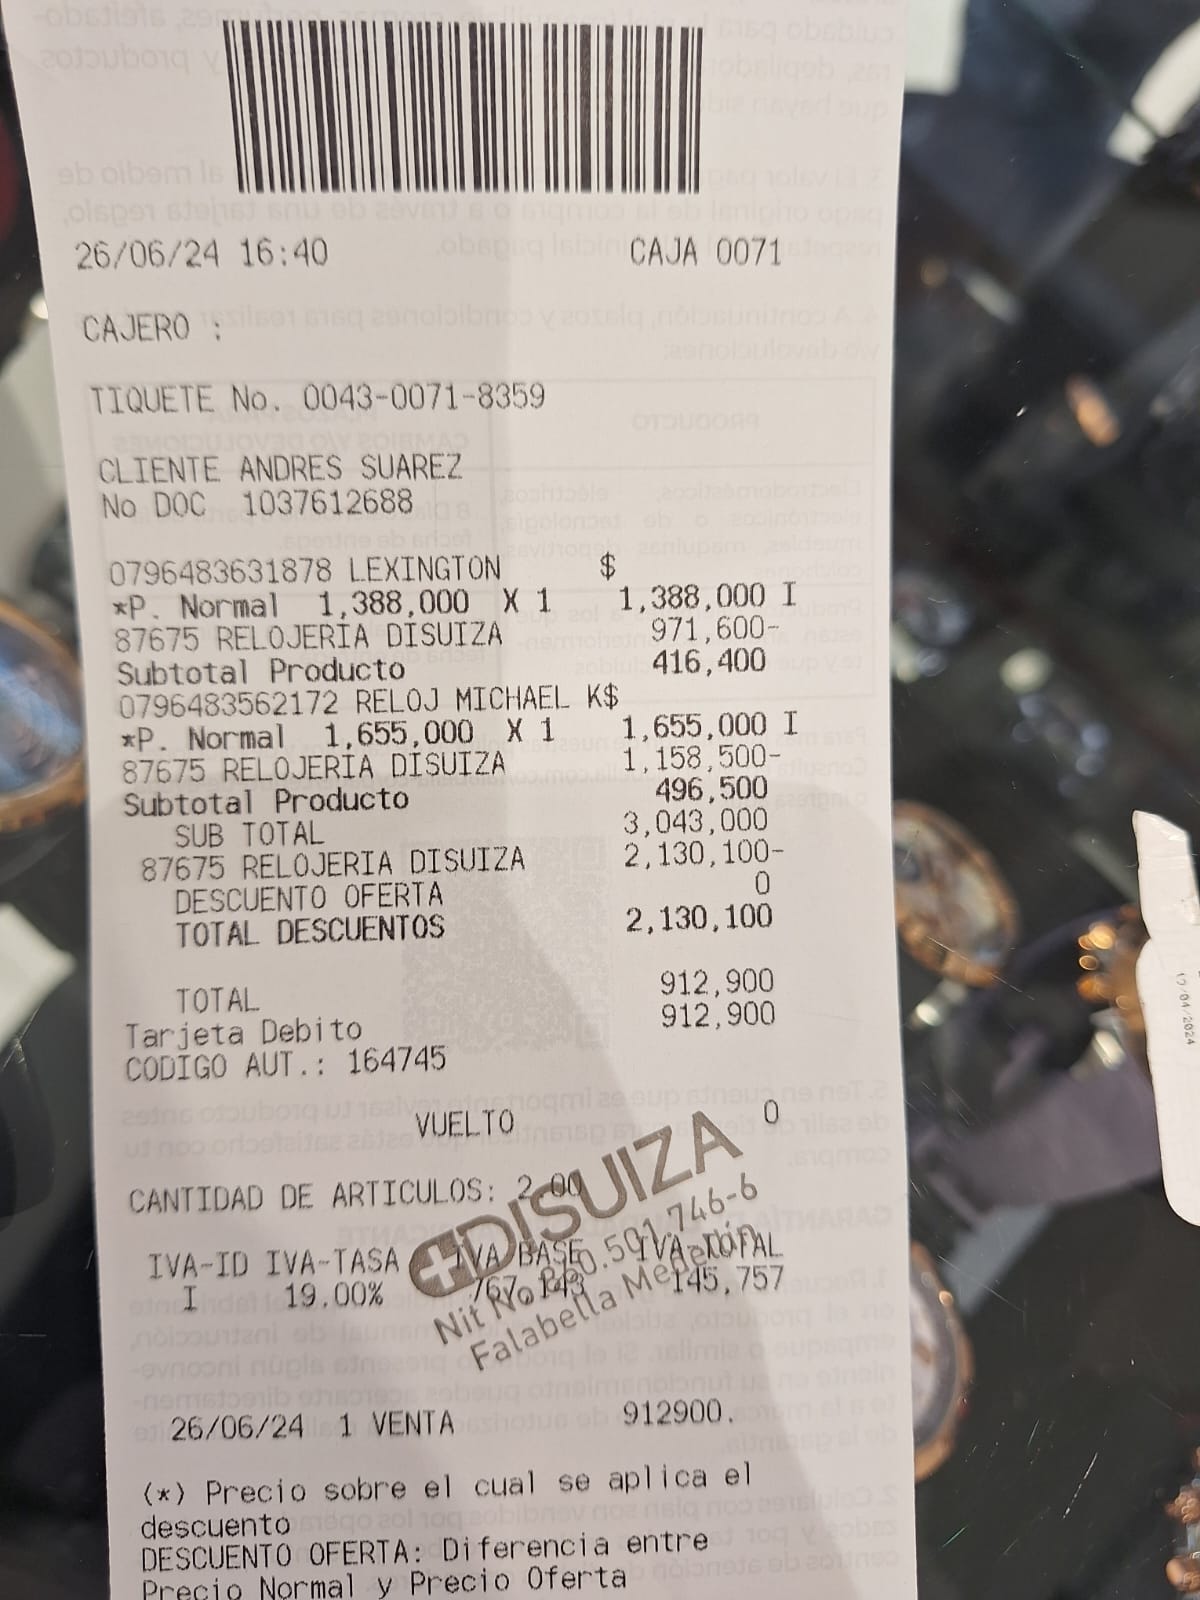 26/06/24 16:40 CAJA 0071
CAJERO :
TIQUETE No. 0043-0071-8359
CLIENTE ANDRES SUAREZ
No DOC 1037612688
0796483631878 LEXINGTON $
*P. Normal 1,388,000 X 1 1,388,000 I
87675 RELOJERIA DISUIZA 971,600-
Subtotal Producto 416,400
0796483562172 RELOJ MICHAEL K$
*P. Normal 1,655,000 X 1 1,655,000 I
87675 RELOJERIA DISUIZA 1,158,500-
Subtotal Producto 496,500
SUB TOTAL 3,043,000
87675 RELOJERIA DISUIZA 2,130,100-
DESCUENTO OFERTA 0
TOTAL DESCUENTOS 2,130,100
TOTAL 912,900
Tarjeta Debito 912,900
CODIGO AUT.: 164745
VUELTO 0
CANTIDAD DE ARTICULOS: 2.00
DISUIZA
Nit No 860.501.746-6
Falabella Medellín
IVA-ID IVA-TASA IVA BASE IVA-TOTAL
I 19.00% 767,143 145,757
26/06/24 1 VENTA 912900.
(*) Precio sobre el cual se aplica el
descuento
DESCUENTO OFERTA: Diferencia entre
Precio Normal y Precio Oferta